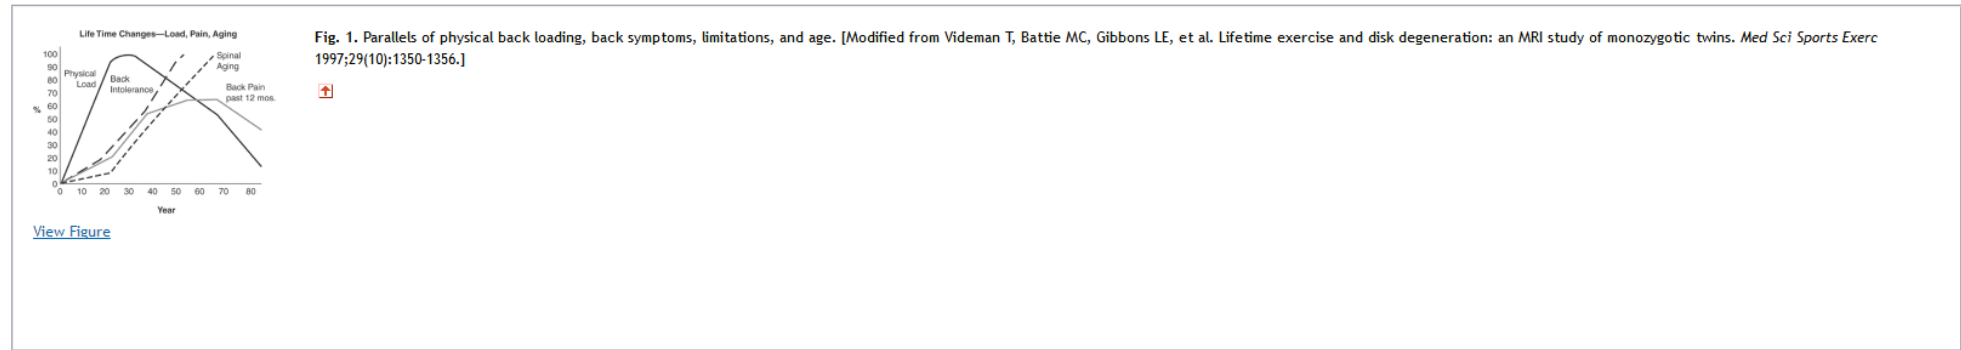 Life Time Changes—Load, Pain, Aging
100
90
80
70
60
50
40
30
20
10
0
%
Physical
Load
Back
Intolerance
Spinal
Aging
Back Pain
past 12 mos.
0 10 20 30 40 50 60 70 80
Year
View Figure
Fig. 1. Parallels of physical back loading, back symptoms, limitations, and age. [Modified from Videman T, Battie MC, Gibbons LE, et al. Lifetime exercise and disk degeneration: an MRI study of monozygotic twins. Med Sci Sports Exerc
1997;29(10):1350-1356.]